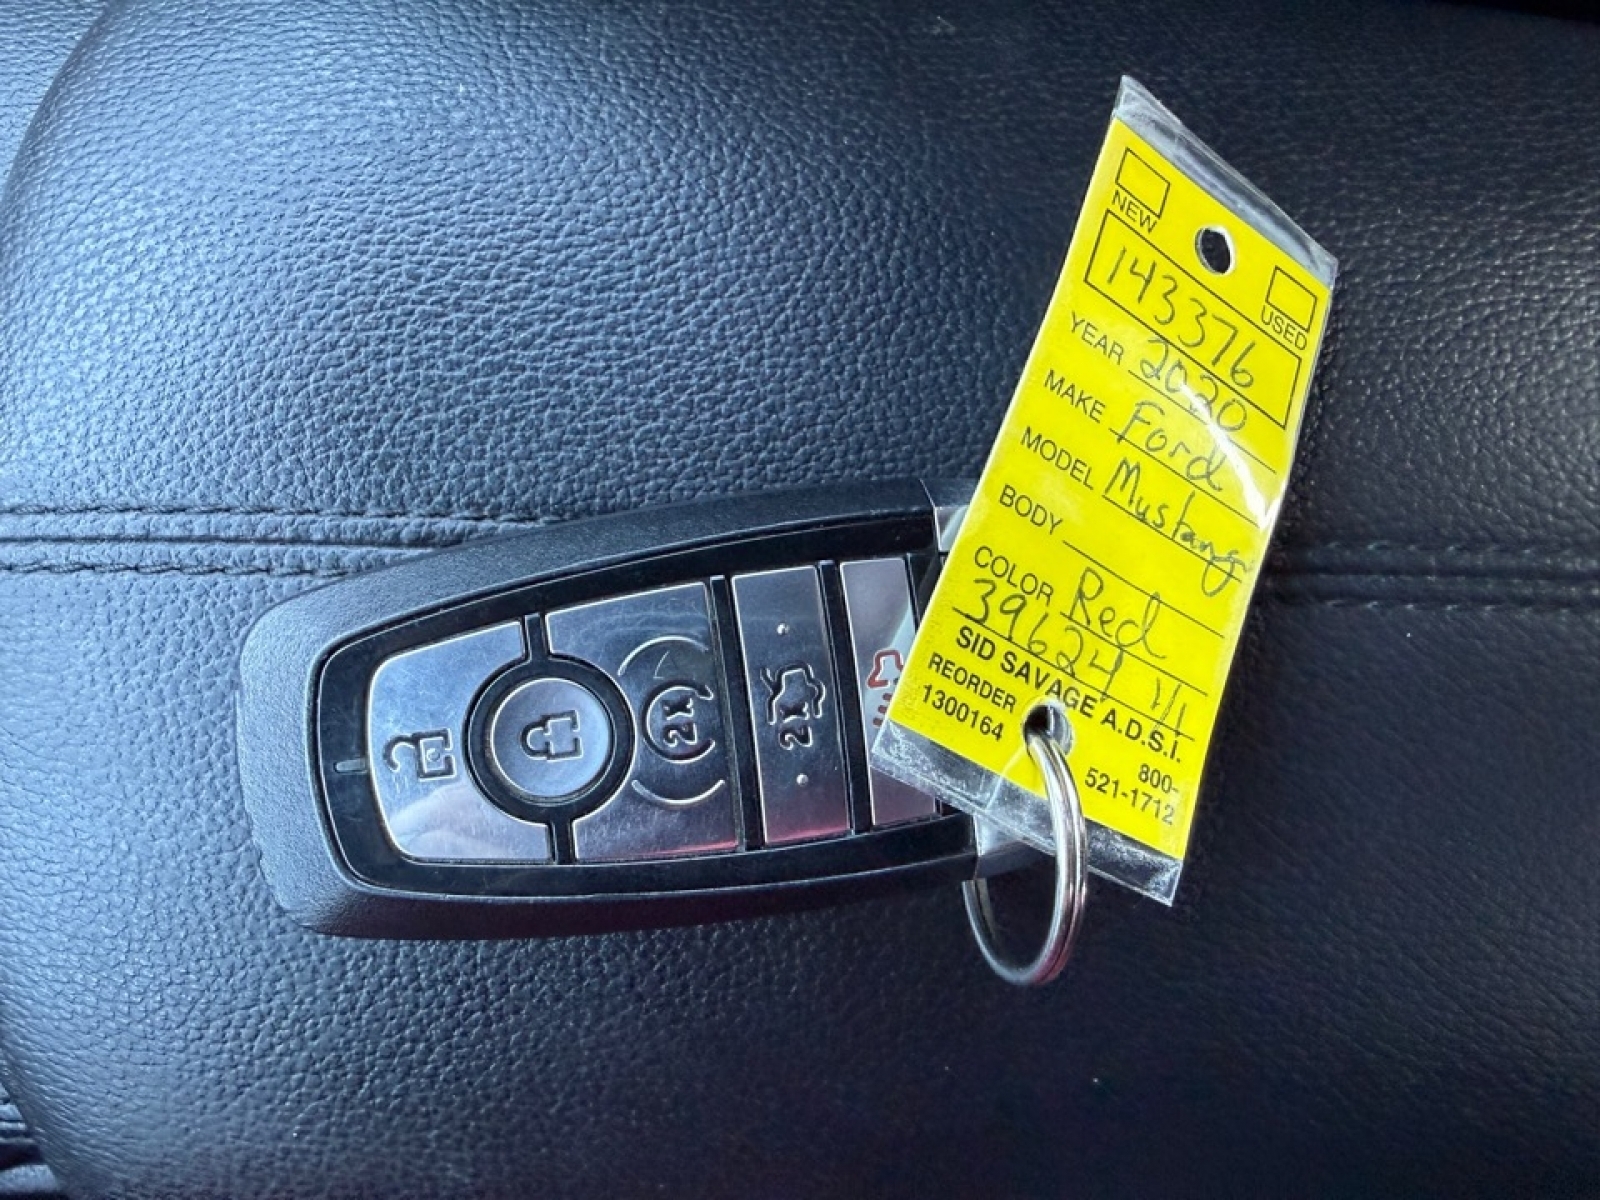 NEW
USED
143376
YEAR 2020
MAKE Ford
MODEL Mustang
BODY
COLOR Red
39624 1/1
SID SAVAGE A.D.S.I.
REORDER 800-
1300164 521-1712
2x
2x